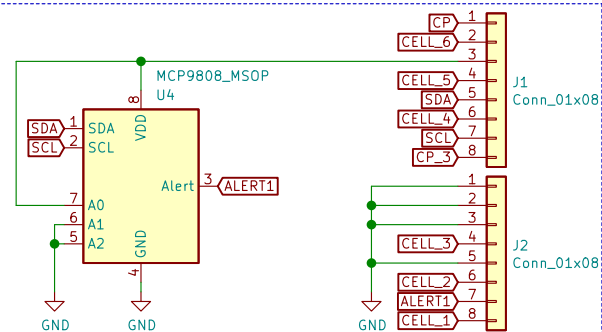 MCP9808_MSOP
U4
8
VDD
SDA 1 SDA
SCL 2 SCL
Alert 3 ALERT1
7 A0
6 A1
5 A2
GND
4
GND
GND
CP 1
CELL_6 2
3
CELL_5 4
SDA 5
CELL_4 6
SCL 7
CP_3 8
J1
Conn_01x08
1
2
3
CELL_3 4
5
CELL_2 6
ALERT1 7
CELL_1 8
J2
Conn_01x08
GND